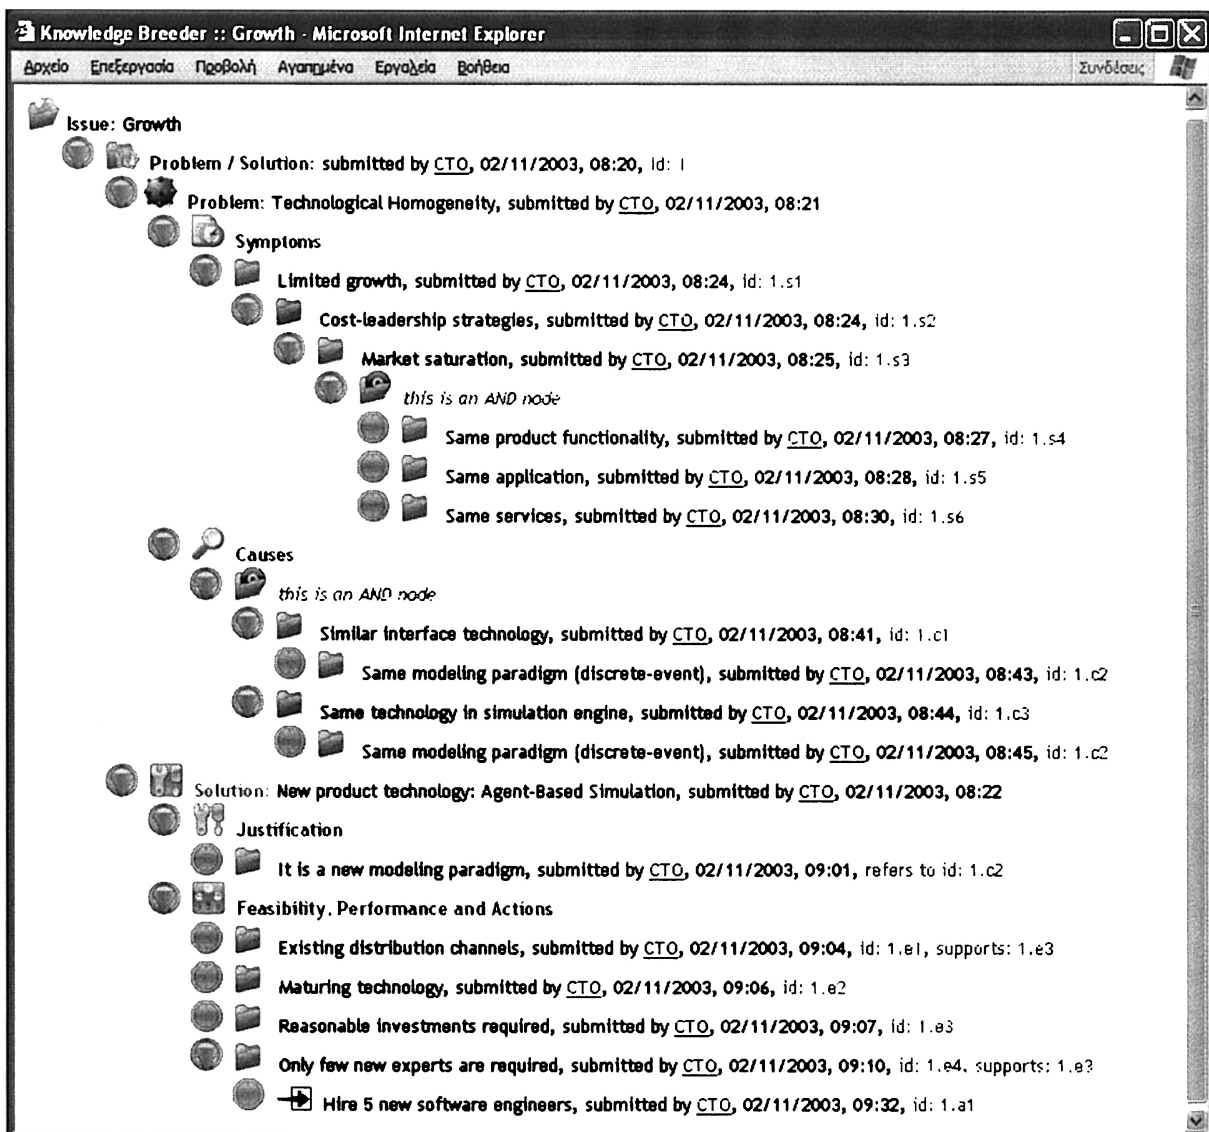 Knowledge Breeder :: Growth - Microsoft Internet Explorer
Αρχείο Επεξεργασία Προβολή Αγαπημένα Εργαλεία Βοήθεια Συνδέσεις
Issue: Growth
Problem / Solution: submitted by CTO, 02/11/2003, 08:20, id: 1
Problem: Technological Homogeneity, submitted by CTO, 02/11/2003, 08:21
Symptoms
Limited growth, submitted by CTO, 02/11/2003, 08:24, id: 1.s1
Cost-leadership strategies, submitted by CTO, 02/11/2003, 08:24, id: 1.s2
Market saturation, submitted by CTO, 02/11/2003, 08:25, id: 1.s3
this is an AND node
Same product functionality, submitted by CTO, 02/11/2003, 08:27, id: 1.s4
Same application, submitted by CTO, 02/11/2003, 08:28, id: 1.s5
Same services, submitted by CTO, 02/11/2003, 08:30, id: 1.s6
Causes
this is an AND node
Similar interface technology, submitted by CTO, 02/11/2003, 08:41, id: 1.c1
Same modeling paradigm (discrete-event), submitted by CTO, 02/11/2003, 08:43, id: 1.c2
Same technology in simulation engine, submitted by CTO, 02/11/2003, 08:44, id: 1.c3
Same modeling paradigm (discrete-event), submitted by CTO, 02/11/2003, 08:45, id: 1.c2
Solution: New product technology: Agent-Based Simulation, submitted by CTO, 02/11/2003, 08:22
Justification
It is a new modeling paradigm, submitted by CTO, 02/11/2003, 09:01, refers to id: 1.c2
Feasibility, Performance and Actions
Existing distribution channels, submitted by CTO, 02/11/2003, 09:04, id: 1.e1, supports: 1.e3
Maturing technology, submitted by CTO, 02/11/2003, 09:06, id: 1.e2
Reasonable investments required, submitted by CTO, 02/11/2003, 09:07, id: 1.e3
Only few new experts are required, submitted by CTO, 02/11/2003, 09:10, id: 1.e4, supports: 1.e3
Hire 5 new software engineers, submitted by CTO, 02/11/2003, 09:32, id: 1.a1